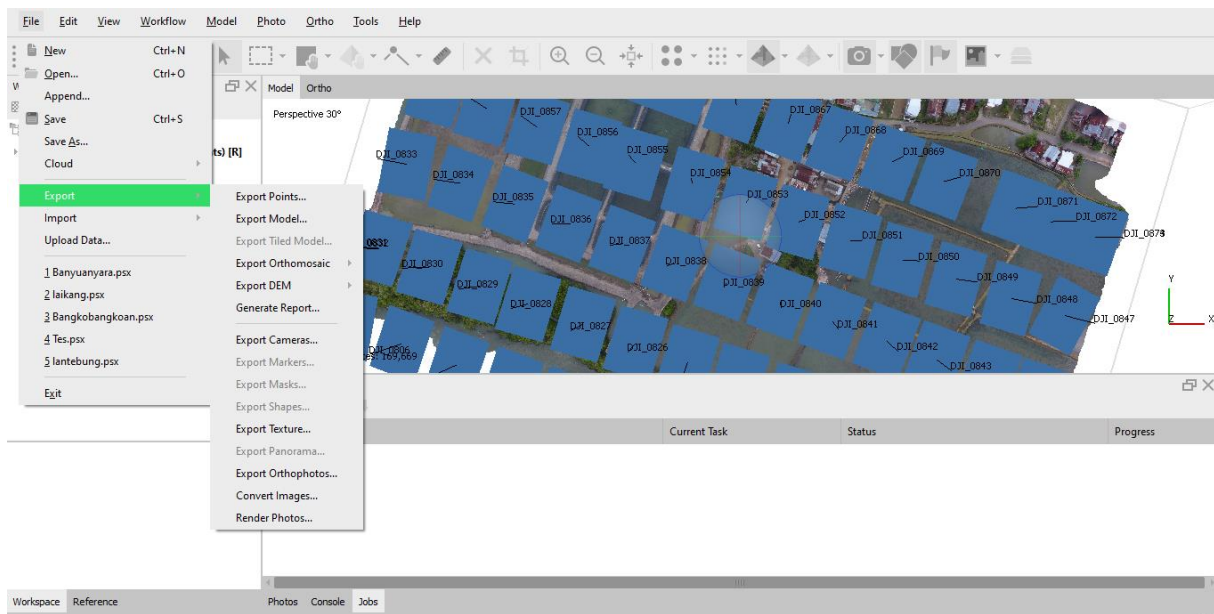 File Edit View Workflow Model Photo Ortho Tools Help
New Ctrl+N
Open... Ctrl+O
Append...
Save Ctrl+S
Save As...
Cloud
Export
Import
Upload Data...
1 Banyuanyara.psx
2 laikang.psx
3 Bangkobangkoan.psx
4 Tes.psx
5 lantebung.psx
Exit
ts) [R]
Export Points...
Export Model...
Export Tiled Model...
Export Orthomosaic
Export DEM
Generate Report...
Export Cameras...
Export Markers...
Export Masks...
Export Shapes...
Export Texture...
Export Panorama...
Export Orthophotos...
Convert Images...
Render Photos...
Model Ortho
Perspective 30°
DJI_0857
DJI_0867
DJI_0856
DJI_0868
DJI_0833
DJI_0855
DJI_0869
DJI_0834
DJI_0854
DJI_0870
DJI_0835
DJI_0853
DJI_0871
DJI_0836
DJI_0852
DJI_0872
DJI_0837
DJI_0851
DJI_0838
DJI_0850
DJI_0830
DJI_0829
DJI_0839
DJI_0849
DJI_0828
DJI_0840
DJI_0848
DJI_0827
DJI_0841
DJI_0847
DJI_0826
DJI_0842
DJI_0806
169,669
DJI_0843
Y
Z X
Current Task Status Progress
Workspace Reference Photos Console Jobs